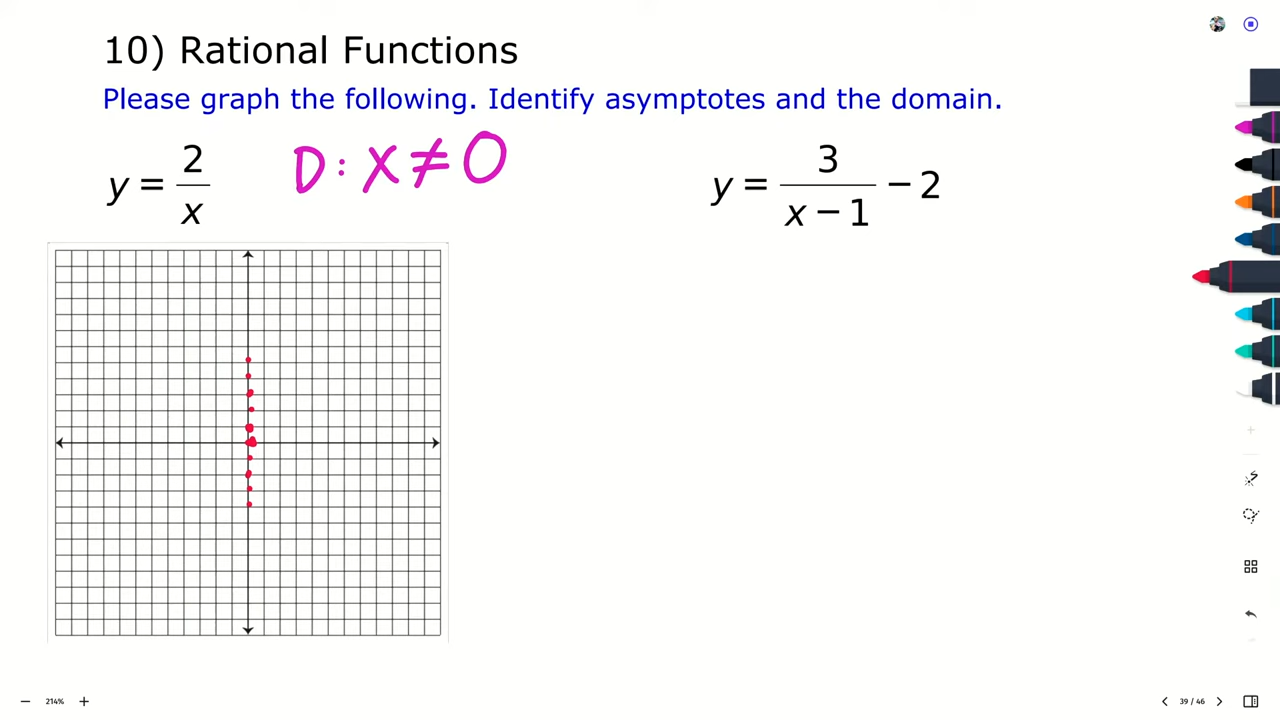 10) Rational Functions
Please graph the following. Identify asymptotes and the domain.
y = 2/x
D: X ≠ 0
y = 3/(x − 1) − 2
214%
39 / 46